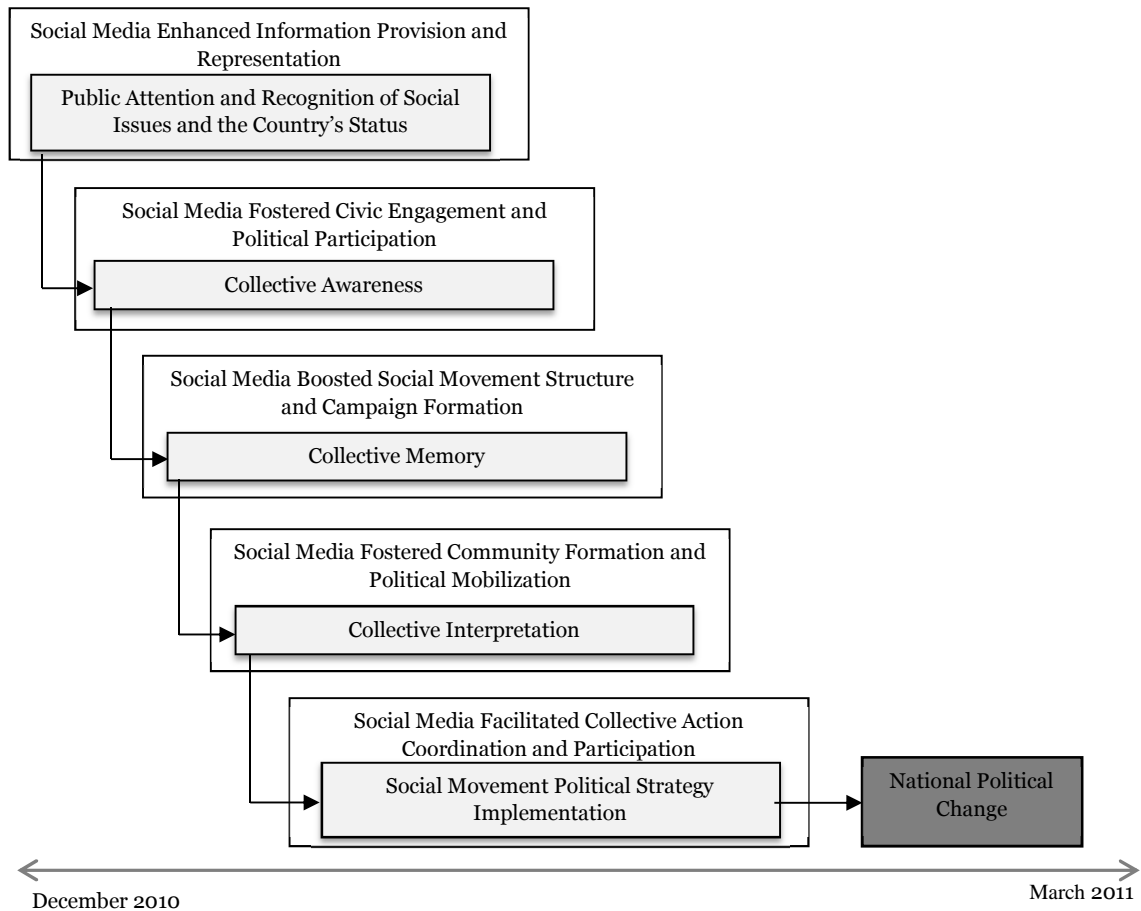 Social Media Enhanced Information Provision and
Representation
Public Attention and Recognition of Social
Issues and the Country’s Status
Social Media Fostered Civic Engagement and
Political Participation
Collective Awareness
Social Media Boosted Social Movement Structure
and Campaign Formation
Collective Memory
Social Media Fostered Community Formation and
Political Mobilization
Collective Interpretation
Social Media Facilitated Collective Action
Coordination and Participation
Social Movement Political Strategy
Implementation
National Political
Change
December 2010
March 2011